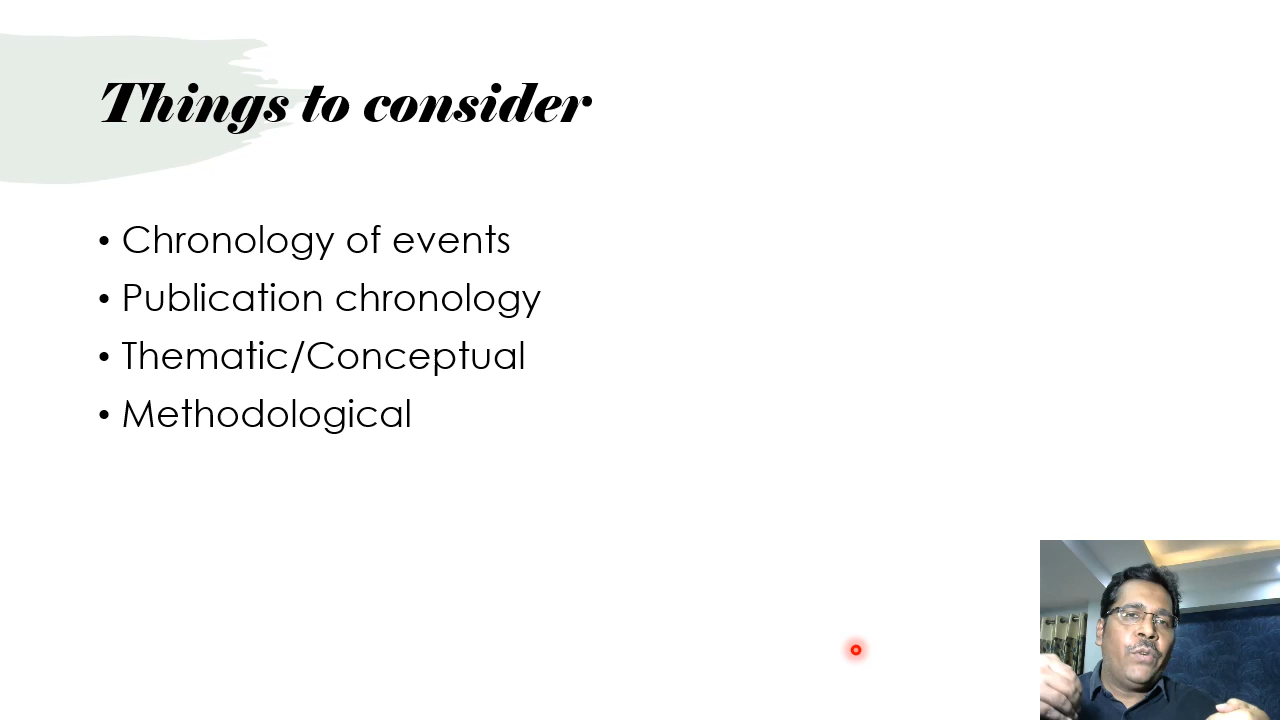 Things to consider
• Chronology of events
• Publication chronology
• Thematic/Conceptual
• Methodological